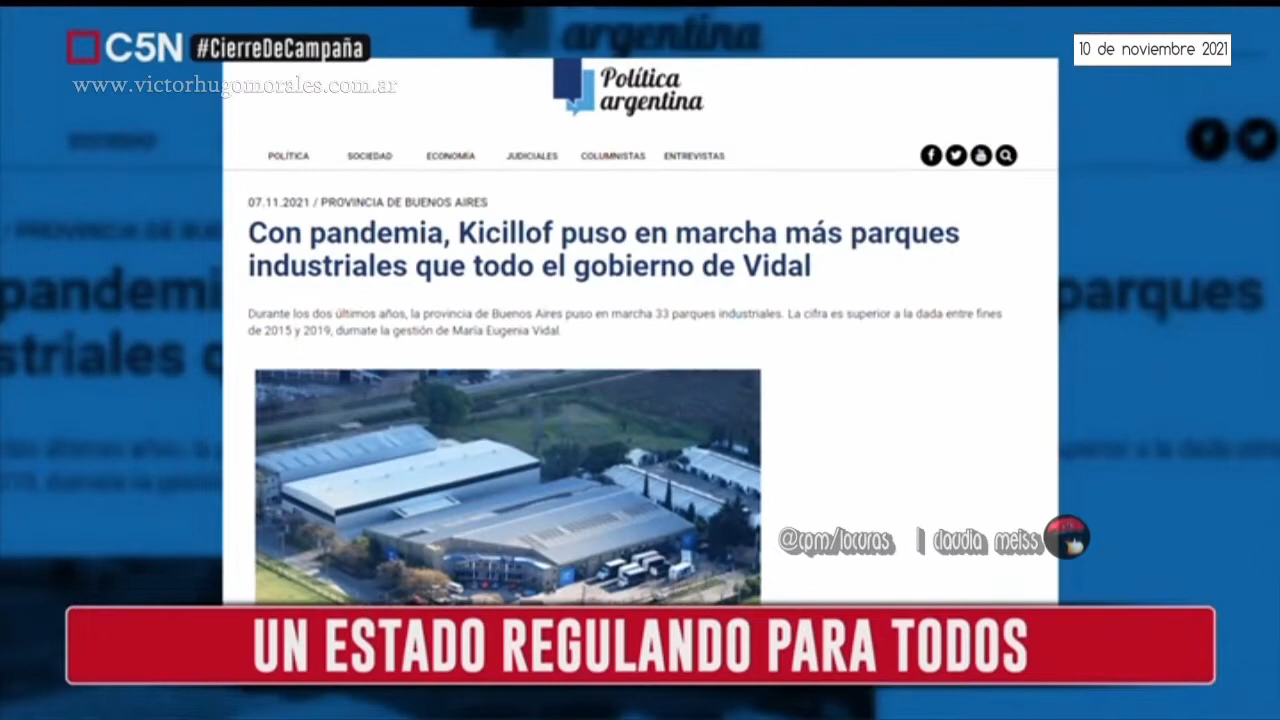 C5N #CierreDeCampaña
10 de noviembre 2021
www.victorhugomorales.com.ar
argentina
Política
argentina
POLÍTICA SOCIEDAD ECONOMÍA JUDICIALES COLUMNISTAS ENTREVISTAS
07.11.2021 / PROVINCIA DE BUENOS AIRES
Con pandemia, Kicillof puso en marcha más parques
industriales que todo el gobierno de Vidal
Durante los dos últimos años, la provincia de Buenos Aires puso en marcha 33 parques industriales. La cifra es superior a la dada entre fines
de 2015 y 2019, durnate la gestión de María Eugenia Vidal.
@cpm/locuras | claudia meiss
UN ESTADO REGULANDO PARA TODOS